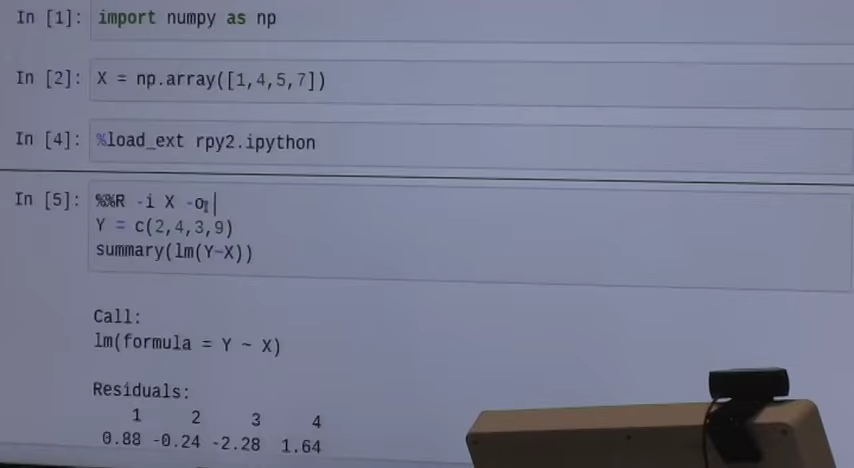 In [1]: import numpy as np
In [2]: X = np.array([1,4,5,7])
In [4]: %load_ext rpy2.ipython
In [5]: %%R -i X -o
Y = c(2,4,3,9)
summary(lm(Y~X))
Call:
lm(formula = Y ~ X)
Residuals:
1 2 3 4
0.88 -0.24 -2.28 1.64